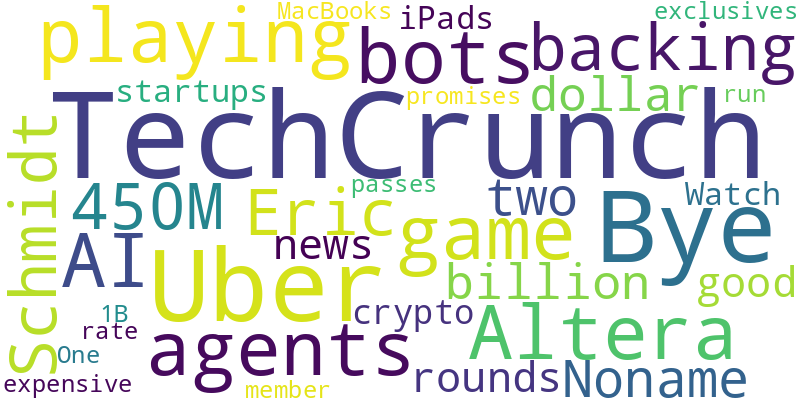 MacBooks
exclusives
playing
iPads
bots
backing
startups
promises
dollar
run
TechCrunch
Schmidt
450M
Eric
passes
two
Watch
Bye
AI
news
game
Uber
billion
good
1B
crypto
Altera
rate
One
agents
rounds
Noname
expensive
member